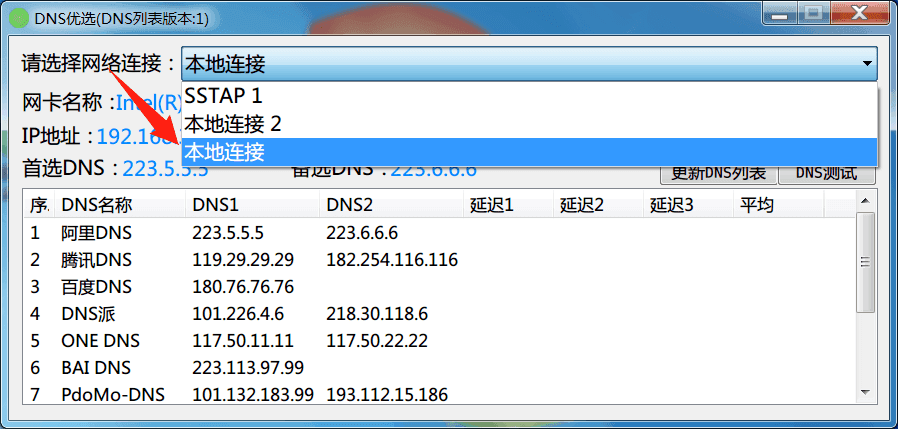 DNS优选(DNS列表版本:1)
请选择网络连接：本地连接
SSTAP 1
本地连接 2
本地连接
网卡名称：Intel(R)
IP地址：192.168
首选DNS：223.5.5.5 备选DNS：223.6.6.6 更新DNS列表 DNS测试
序. DNS名称 DNS1 DNS2 延迟1 延迟2 延迟3 平均
1 阿里DNS 223.5.5.5 223.6.6.6
2 腾讯DNS 119.29.29.29 182.254.116.116
3 百度DNS 180.76.76.76
4 DNS派 101.226.4.6 218.30.118.6
5 ONE DNS 117.50.11.11 117.50.22.22
6 BAI DNS 223.113.97.99
7 PdoMo-DNS 101.132.183.99 193.112.15.186